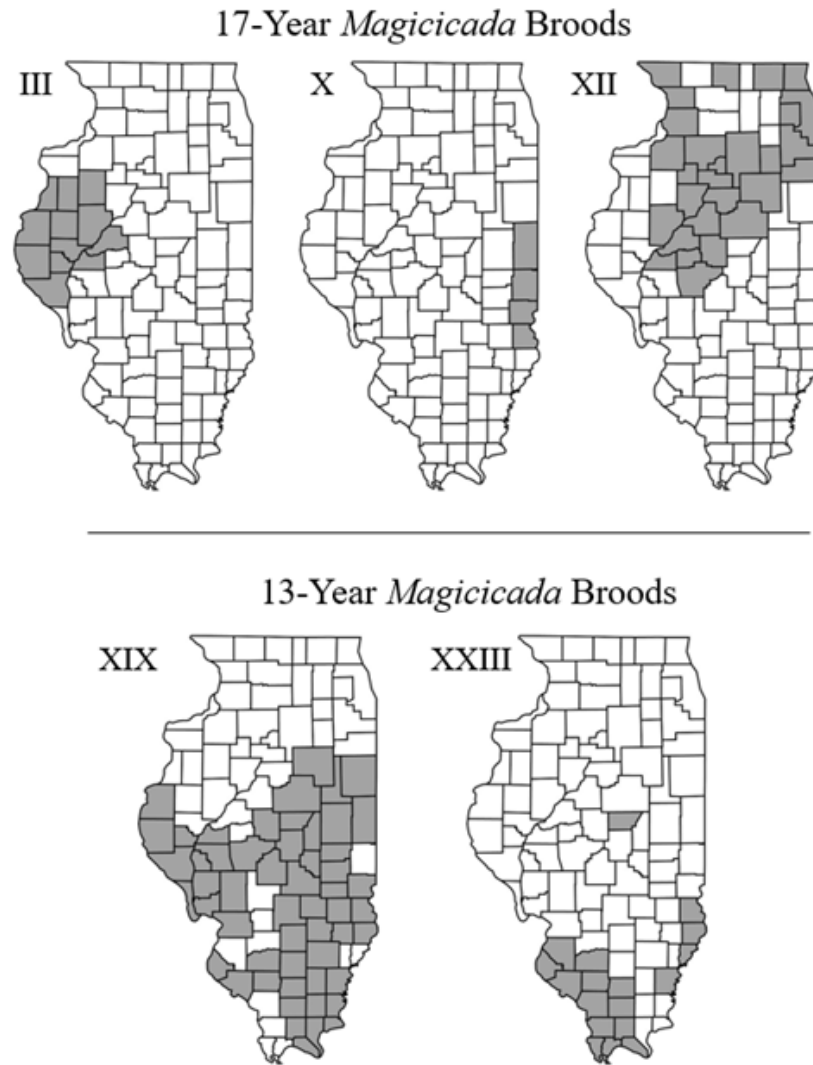 17-Year Magicicada Broods
III
X
XII
13-Year Magicicada Broods
XIX
XXIII